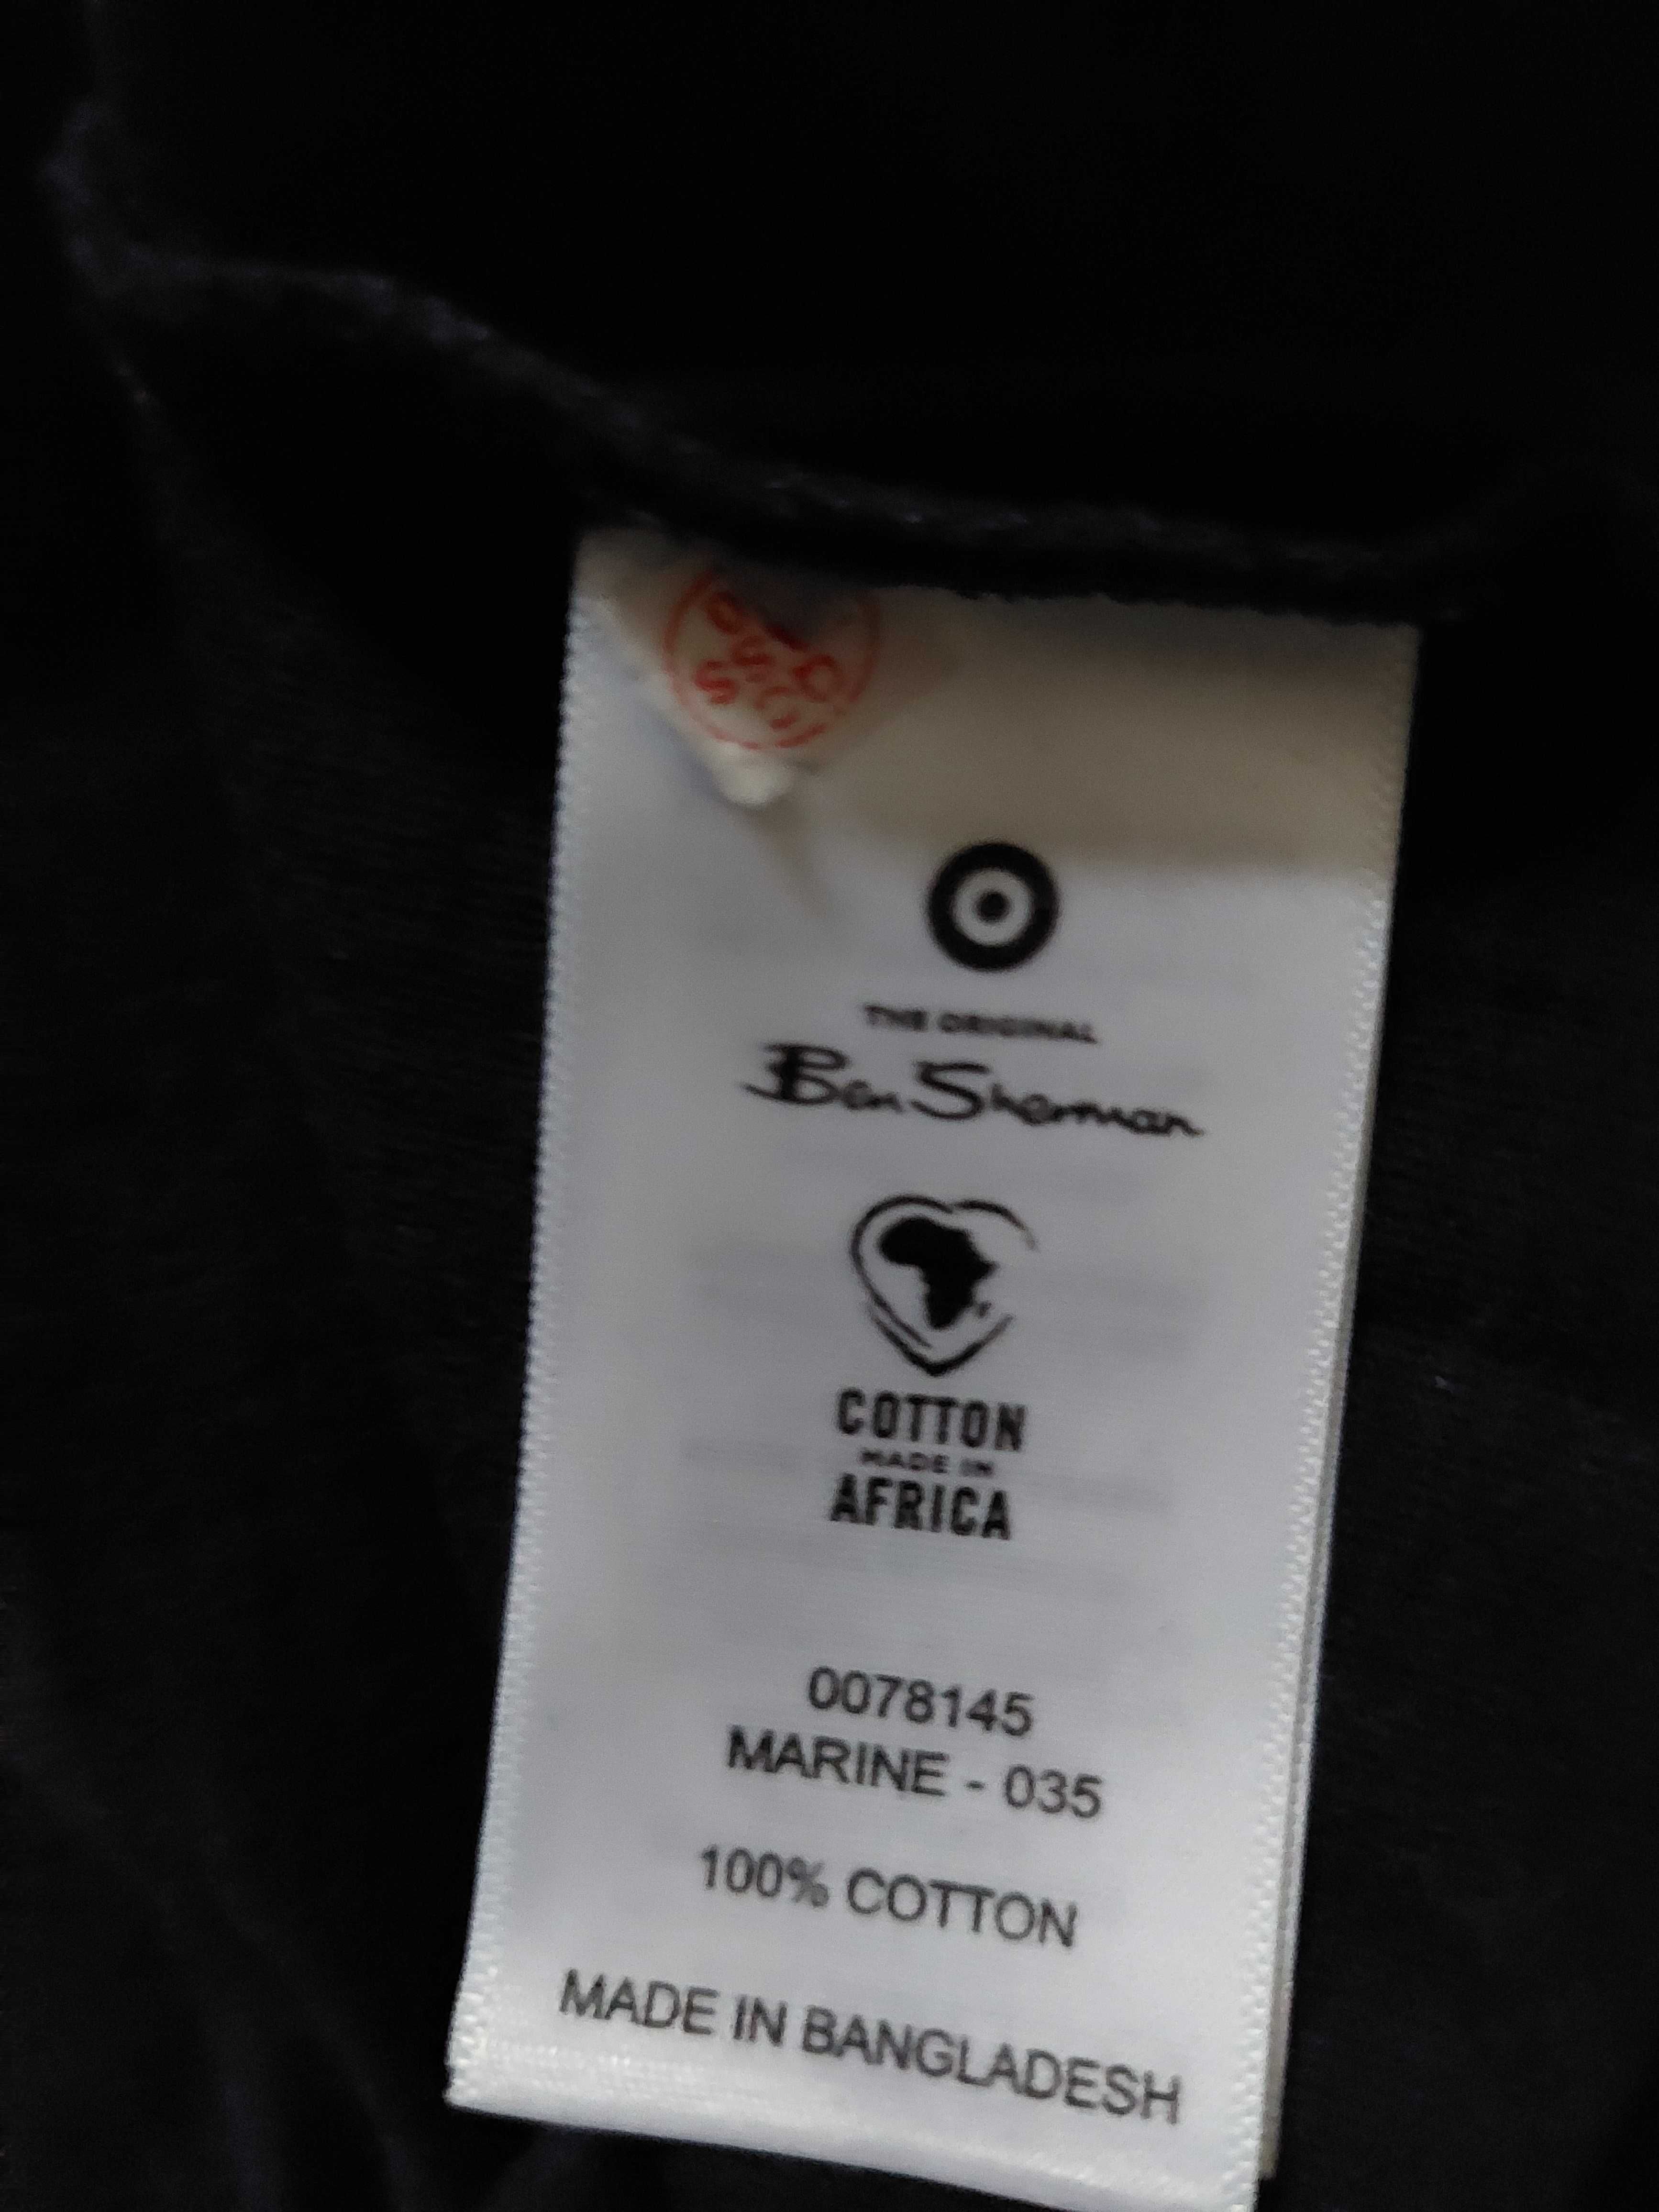 THE ORIGINAL
Ben Sherman
COTTON
MADE IN
AFRICA
0078145
MARINE - 035
100% COTTON
MADE IN BANGLADESH